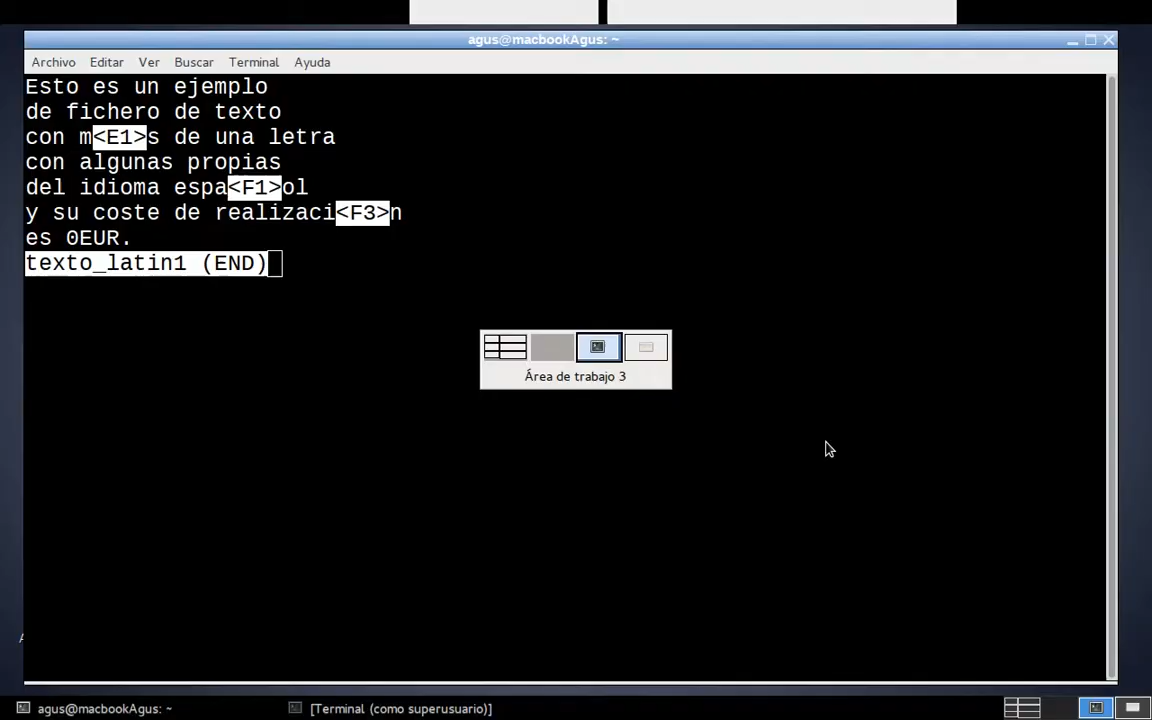 agus@macbookAgus: ~
Archivo Editar Ver Buscar Terminal Ayuda
Esto es un ejemplo
de fichero de texto
con m<E1>s de una letra
con algunas propias
del idioma espa<F1>ol
y su coste de realizaci<F3>n
es 0EUR.
texto_latin1 (END)
Área de trabajo 3
agus@macbookAgus: ~ [Terminal (como superusuario)]